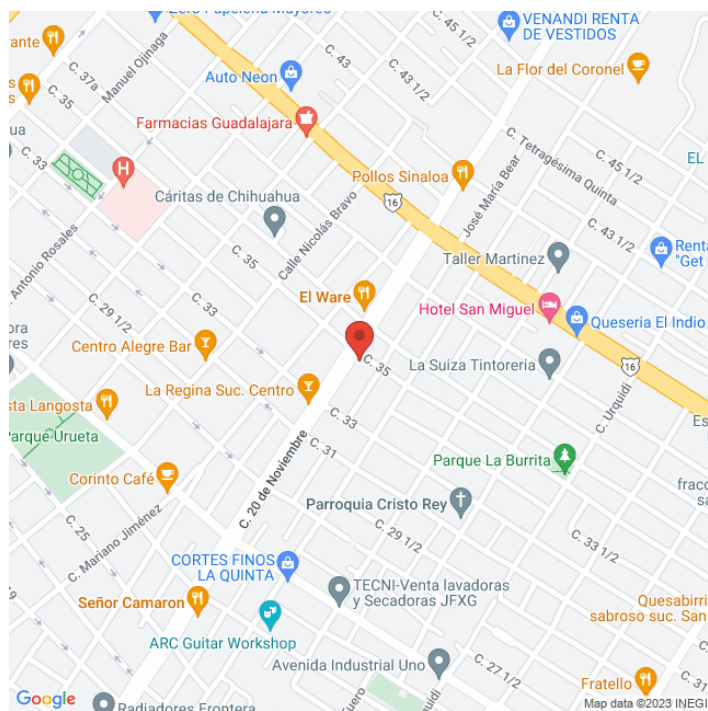 Zero Papelería Mayoreo
VENANDI RENTA
DE VESTIDOS
C. 45 1/2
Manuel Ojinaga
C. 37a
C. 35
C. 43
C. 43 1/2
Auto Neon
La Flor del Coronel
Farmacias Guadalajara
C. 33
H
16
C. Tetragésima Quinta
C. 45 1/2
EL
Pollos Sinaloa
Cáritas de Chihuahua
Calle Nicolás Bravo
José María Bear
C. 43 1/2
Renta
"Get
Taller Martinez
Antonio Rosales
C. 35
C. 33
El Ware
Hotel San Miguel
Queseria El Indio
C. 29 1/2
Centro Alegre Bar
C. 35
La Suiza Tintoreria
16
La Regina Suc. Centro
C. Urquidi
sta Langosta
Parque Urueta
C. 33
C. 31
C. 20 de Noviembre
Parque La Burrita
Corinto Café
fracc
Parroquia Cristo Rey
C. 25
C. Mariano Jiménez
C. 29 1/2
C. 33 1/2
CORTES FINOS
LA QUINTA
TECNI-Venta lavadoras
y Secadoras JFXG
Señor Camaron
Quesabirri
sabroso suc. San
ARC Guitar Workshop
Avenida Industrial Uno
C. 27 1/2
C. 31
Fratello
Google
Radiadores Frontera
Map data ©2023 INEGI